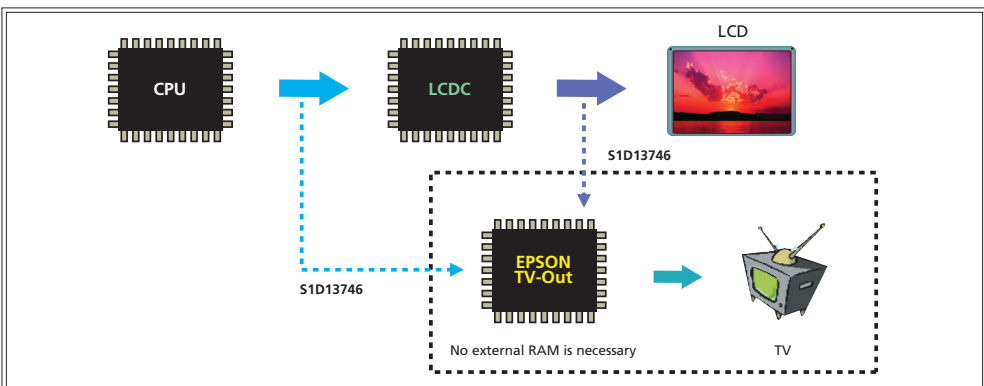 LCD
CPU
LCDC
S1D13746
EPSON
TV-Out
S1D13746
No external RAM is necessary
TV